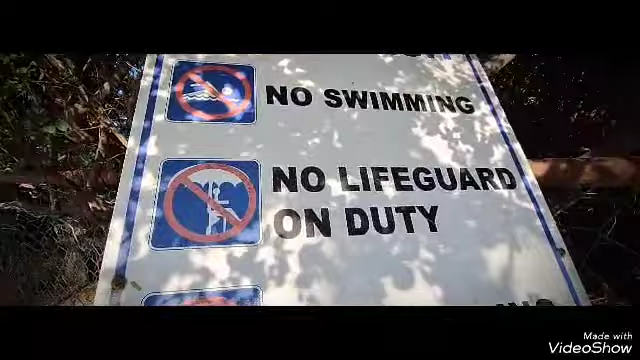 NO SWIMMING
NO LIFEGUARD
ON DUTY
Made with
VideoShow